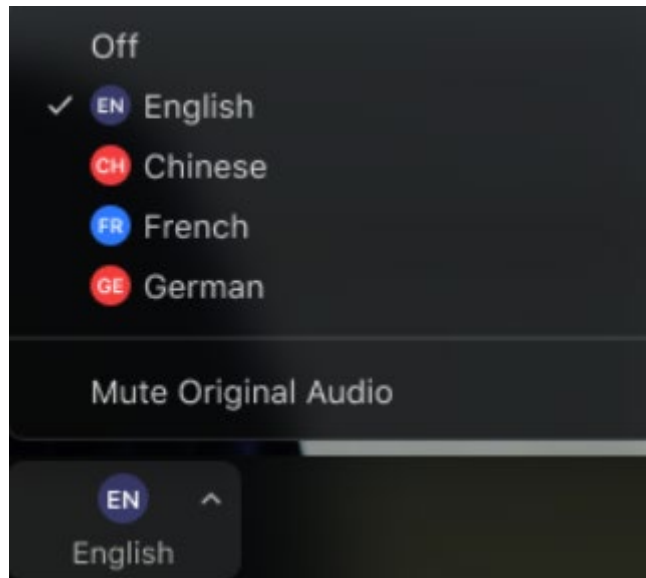 Off
EN English
CH Chinese
FR French
GE German
Mute Original Audio
EN
English